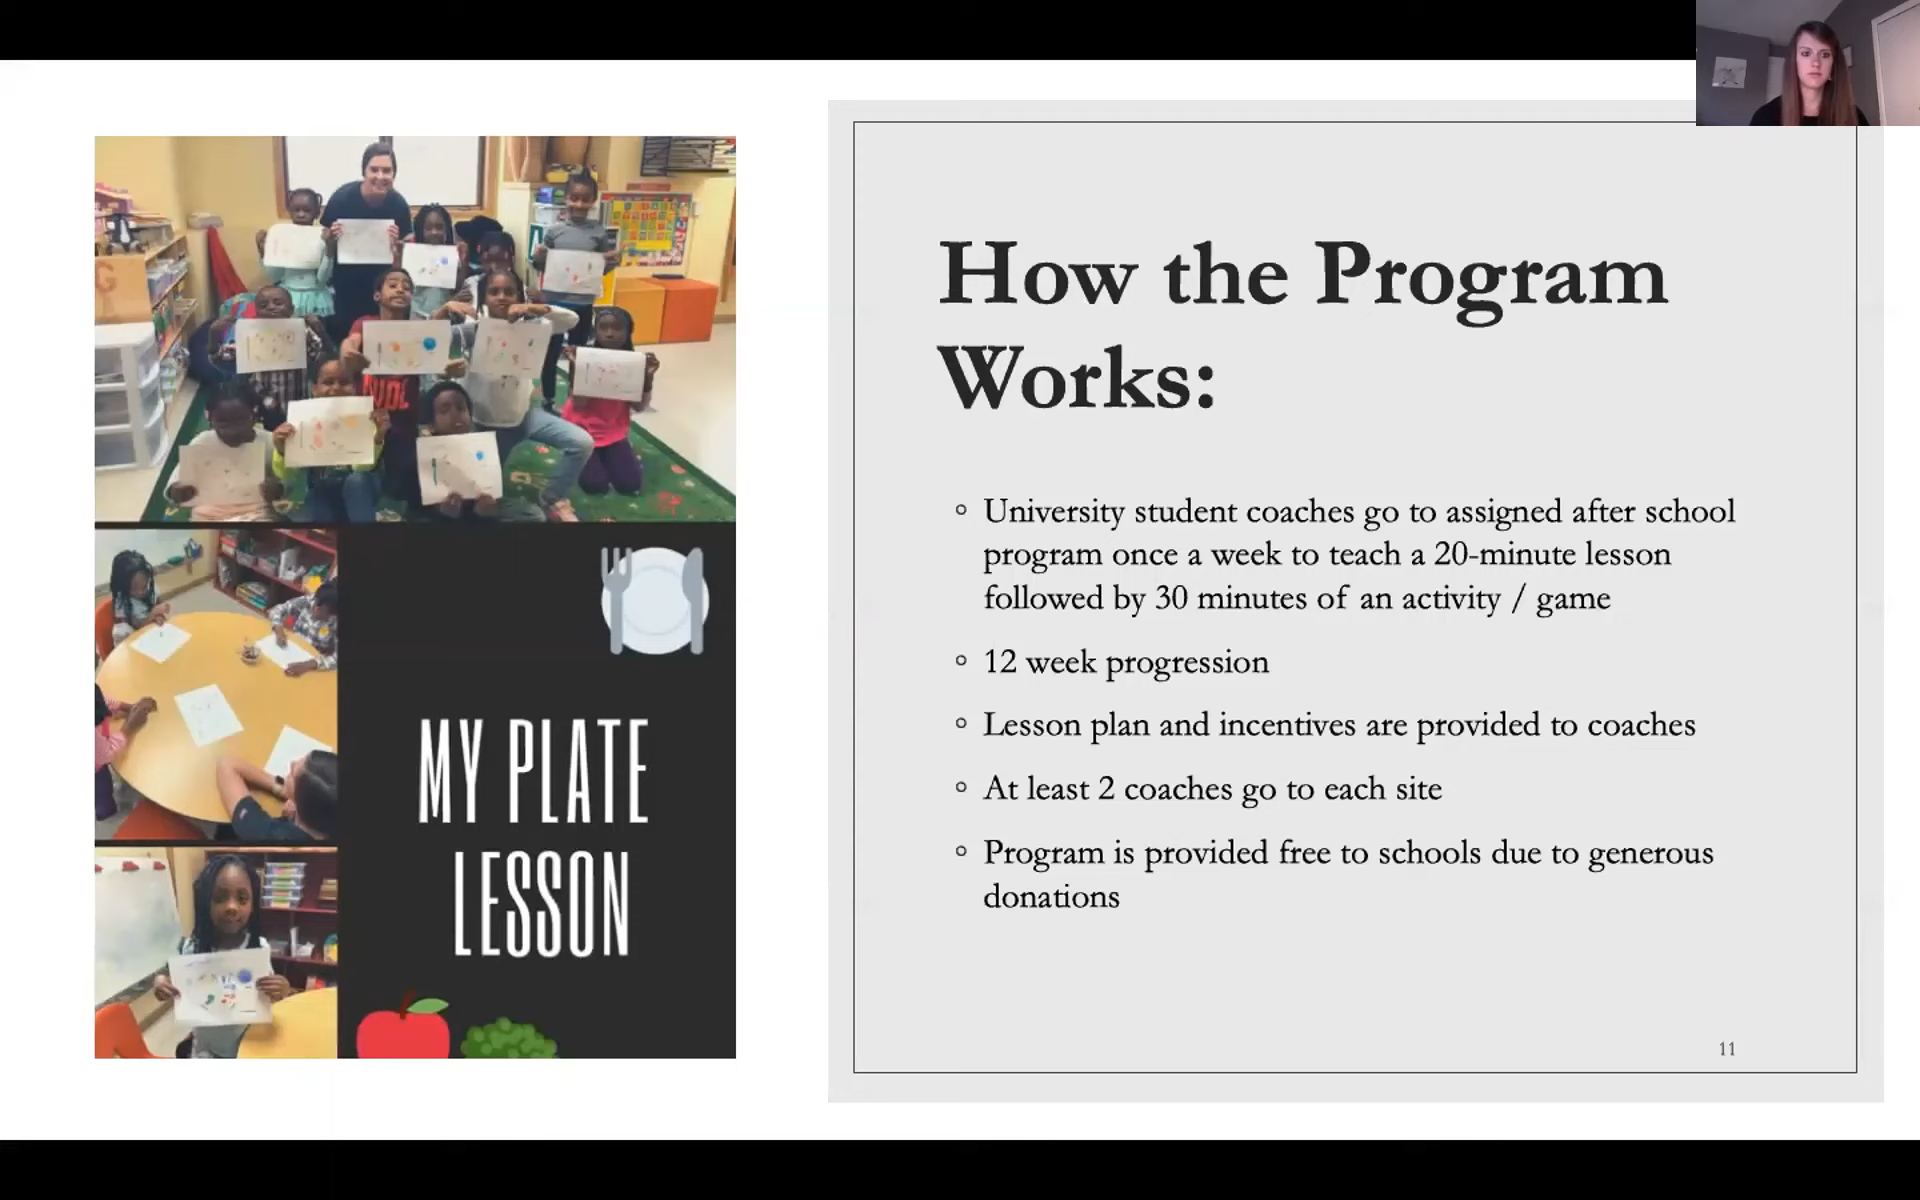 How the Program
Works:
University student coaches go to assigned after school
program once a week to teach a 20-minute lesson
followed by 30 minutes of an activity / game
12 week progression
Lesson plan and incentives are provided to coaches
At least 2 coaches go to each site
Program is provided free to schools due to generous
donations
11
MY PLATE
LESSON